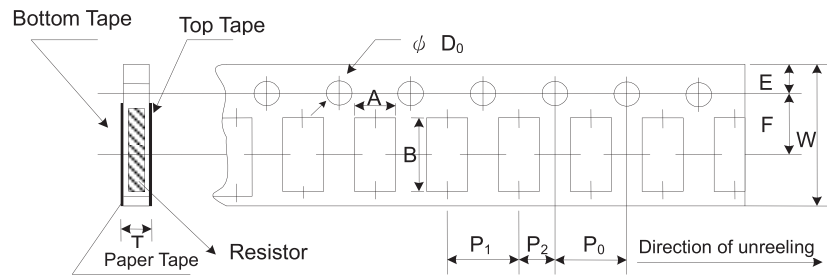 Bottom Tape
Top Tape
ψ D₀
A
E
F
W
B
T
Paper Tape
Resistor
P₁
P₂
P₀
Direction of unreeling